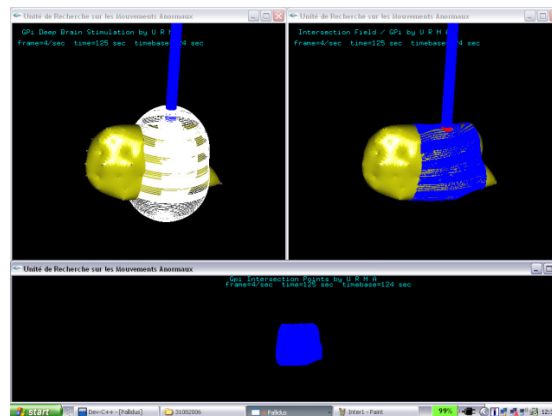 Unité de Recherche sur les Mouvements Anormaux
GPi Deep Brain Stimulation by U R M A
frame=4/sec time=125 sec timebase=124 sec
Unité de Recherche sur les Mouvements Anormaux
Intersection Field / GPi by U R M A
frame=4/sec time=125 sec timebase=124 sec
Unité de Recherche sur les Mouvements Anormaux
Gpi Intersection Points by U R M A
frame=4/sec time=125 sec timebase=124 sec
start
Dev-C++ - [Pallidus]
31082006
Pallidus
Inter1 - Paint
99%